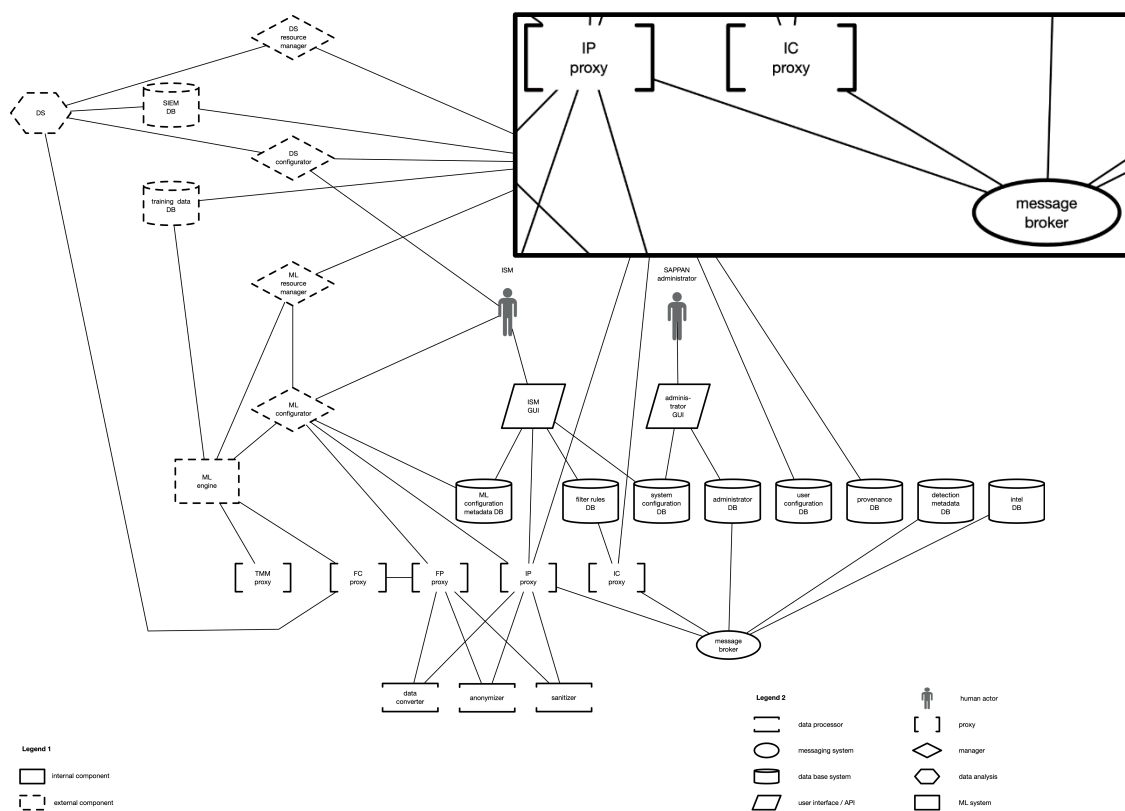 DS
resource
manager
IP
proxy
IC
proxy
message
broker
DS
SIEM
DB
DS
configurator
training data
DB
ML
resource
manager
ISM
SAPPAN
administrator
ML
configurator
ISM
GUI
adminis-
trator
GUI
ML
engine
ML
configuration
metadata DB
filter rules
DB
system
configuration
DB
administrator
DB
user
configuration
DB
provenance
DB
detection
metadata
DB
intel
DB
TMM
proxy
FC
proxy
FP
proxy
IP
proxy
IC
proxy
message
broker
data
converter
anonymizer
sanitizer
Legend 1
internal component
external component
Legend 2
human actor
data processor
proxy
messaging system
manager
data base system
data analysis
user interface / API
ML system